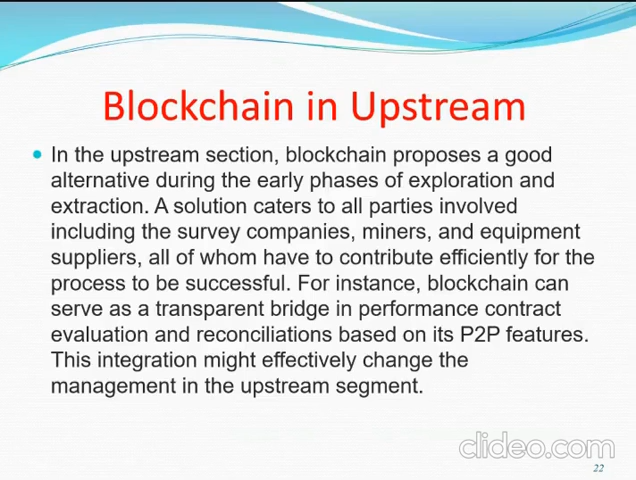 Blockchain in Upstream
• In the upstream section, blockchain proposes a good
alternative during the early phases of exploration and
extraction. A solution caters to all parties involved
including the survey companies, miners, and equipment
suppliers, all of whom have to contribute efficiently for the
process to be successful. For instance, blockchain can
serve as a transparent bridge in performance contract
evaluation and reconciliations based on its P2P features.
This integration might effectively change the
management in the upstream segment.
clideo.com
22